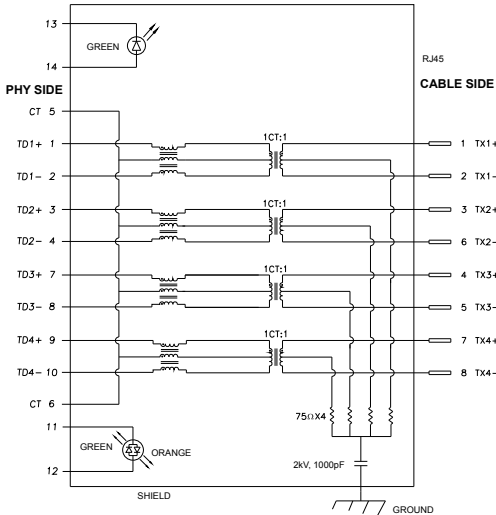 13
GREEN
14
RJ45
PHY SIDE
CABLE SIDE
CT 5
1CT:1
TD1+ 1
1 TX1+
TD1- 2
2 TX1-
1CT:1
TD2+ 3
3 TX2+
TD2- 4
6 TX2-
1CT:1
TD3+ 7
4 TX3+
TD3- 8
5 TX3-
1CT:1
TD4+ 9
7 TX4+
TD4- 10
8 TX4-
CT 6
75ΩX4
11
GREEN
ORANGE
12
2kV, 1000pF
SHIELD
GROUND